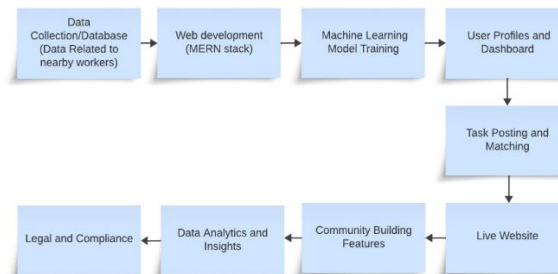 Data
Collection/Database
(Data Related to
nearby workers)
Web development
(MERN stack)
Machine Learning
Model Training
User Profiles and
Dashboard
Task Posting and
Matching
Live Website
Community Building
Features
Data Analytics and
Insights
Legal and Compliance